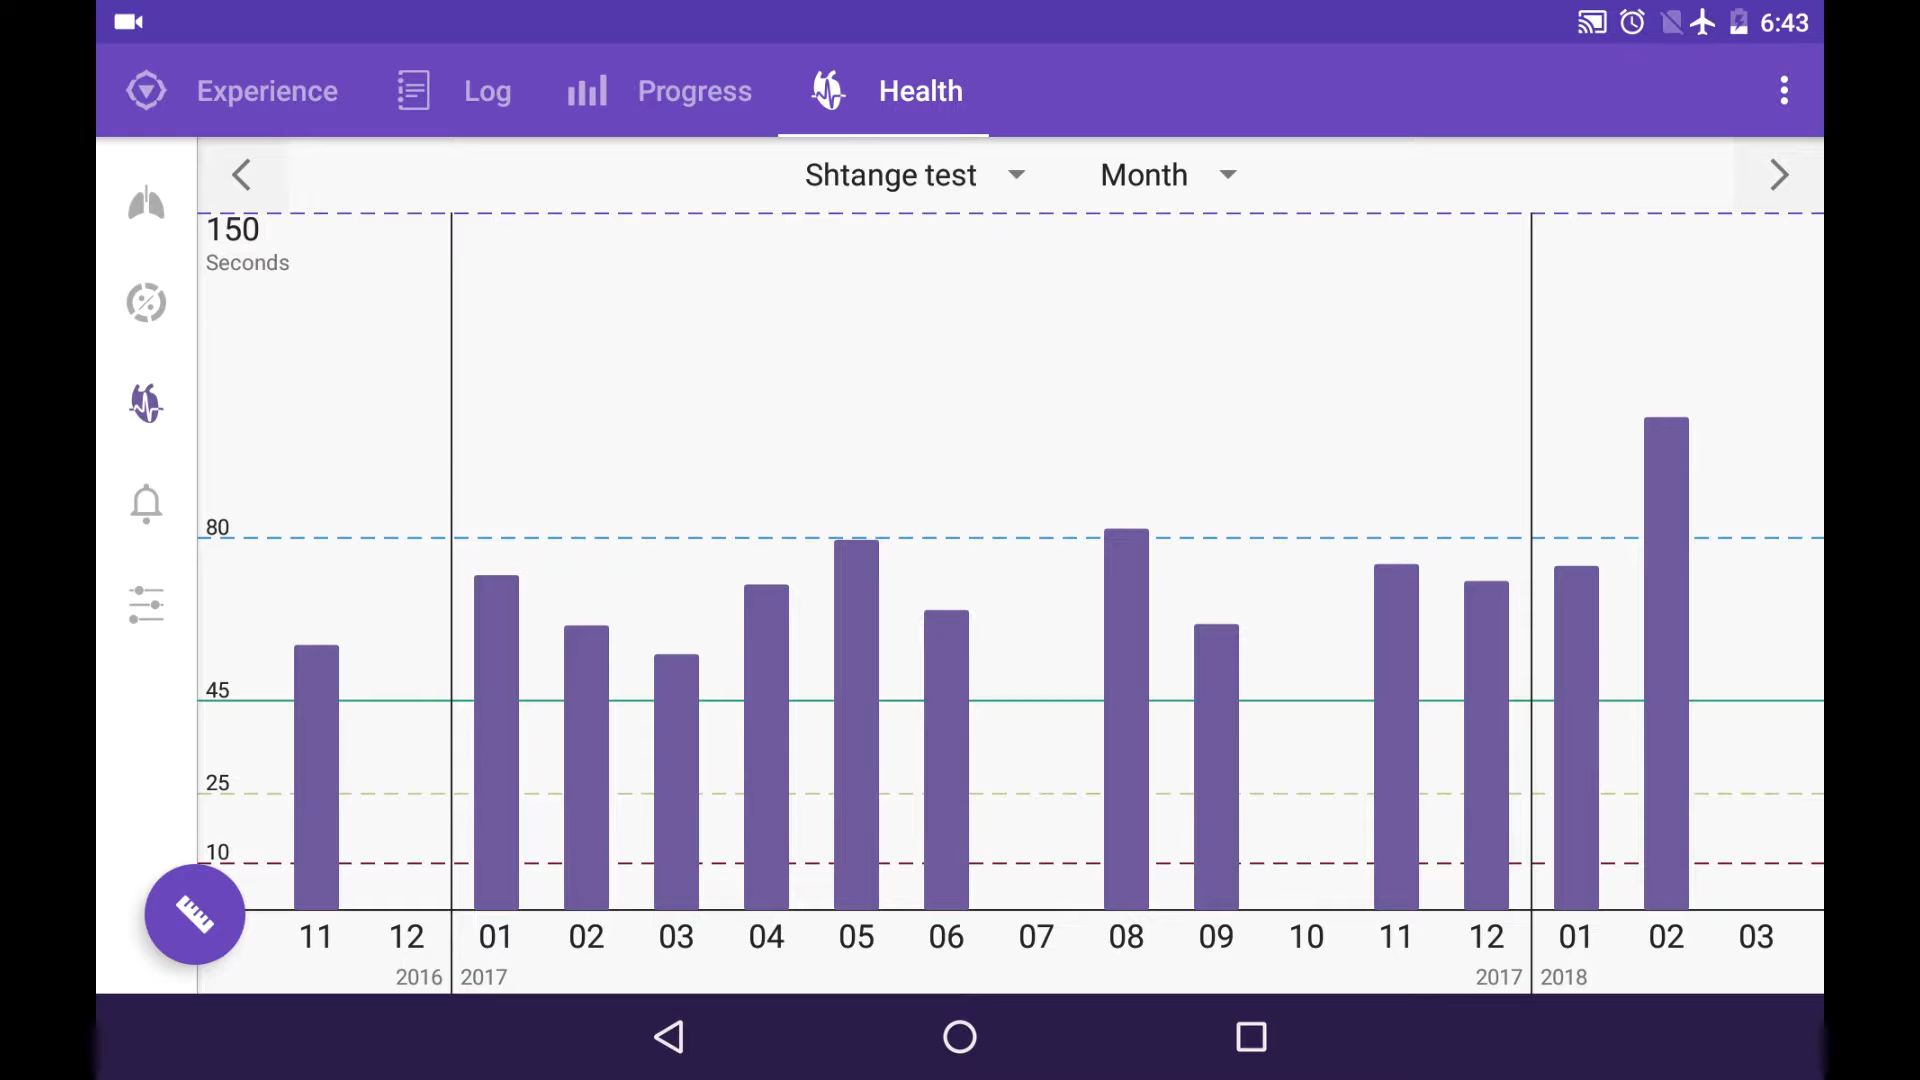 6:43
Experience Log Progress Health
Shtange test Month
150
Seconds
80
45
25
10
11 12 01 02 03 04 05 06 07 08 09 10 11 12 01 02 03
2016 2017 2017 2018